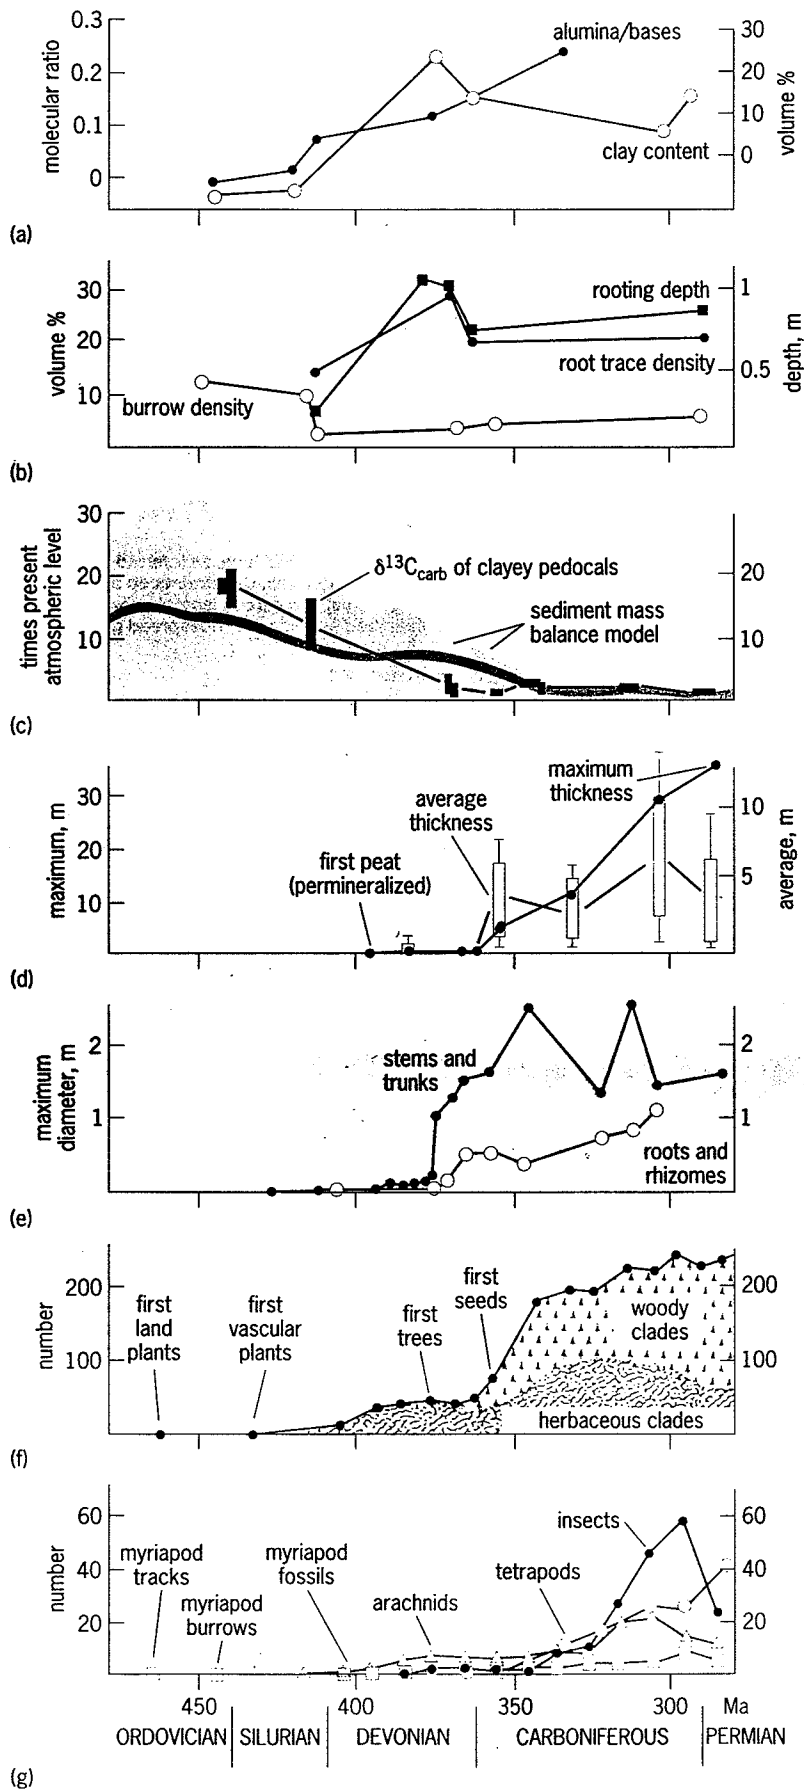 0.3
0.2
0.1
0
molecular ratio
alumina/bases
clay content
30
20
10
0
volume %
(a)
30
20
10
volume %
rooting depth
root trace density
burrow density
1
0.5
depth, m
(b)
30
20
10
times present
atmospheric level
δ13Ccarb of clayey pedocals
sediment mass
balance model
20
10
(c)
30
20
10
maximum, m
first peat
(permineralized)
average
thickness
maximum
thickness
10
5
average, m
(d)
2
1
maximum
diameter, m
stems and
trunks
roots and
rhizomes
2
1
(e)
200
100
number
first
land
plants
first
vascular
plants
first
trees
first
seeds
woody
clades
herbaceous clades
200
100
(f)
60
40
20
number
myriapod
tracks
myriapod
burrows
myriapod
fossils
arachnids
tetrapods
insects
60
40
20
450 400 350 300 Ma
ORDOVICIAN SILURIAN DEVONIAN CARBONIFEROUS PERMIAN
(g)